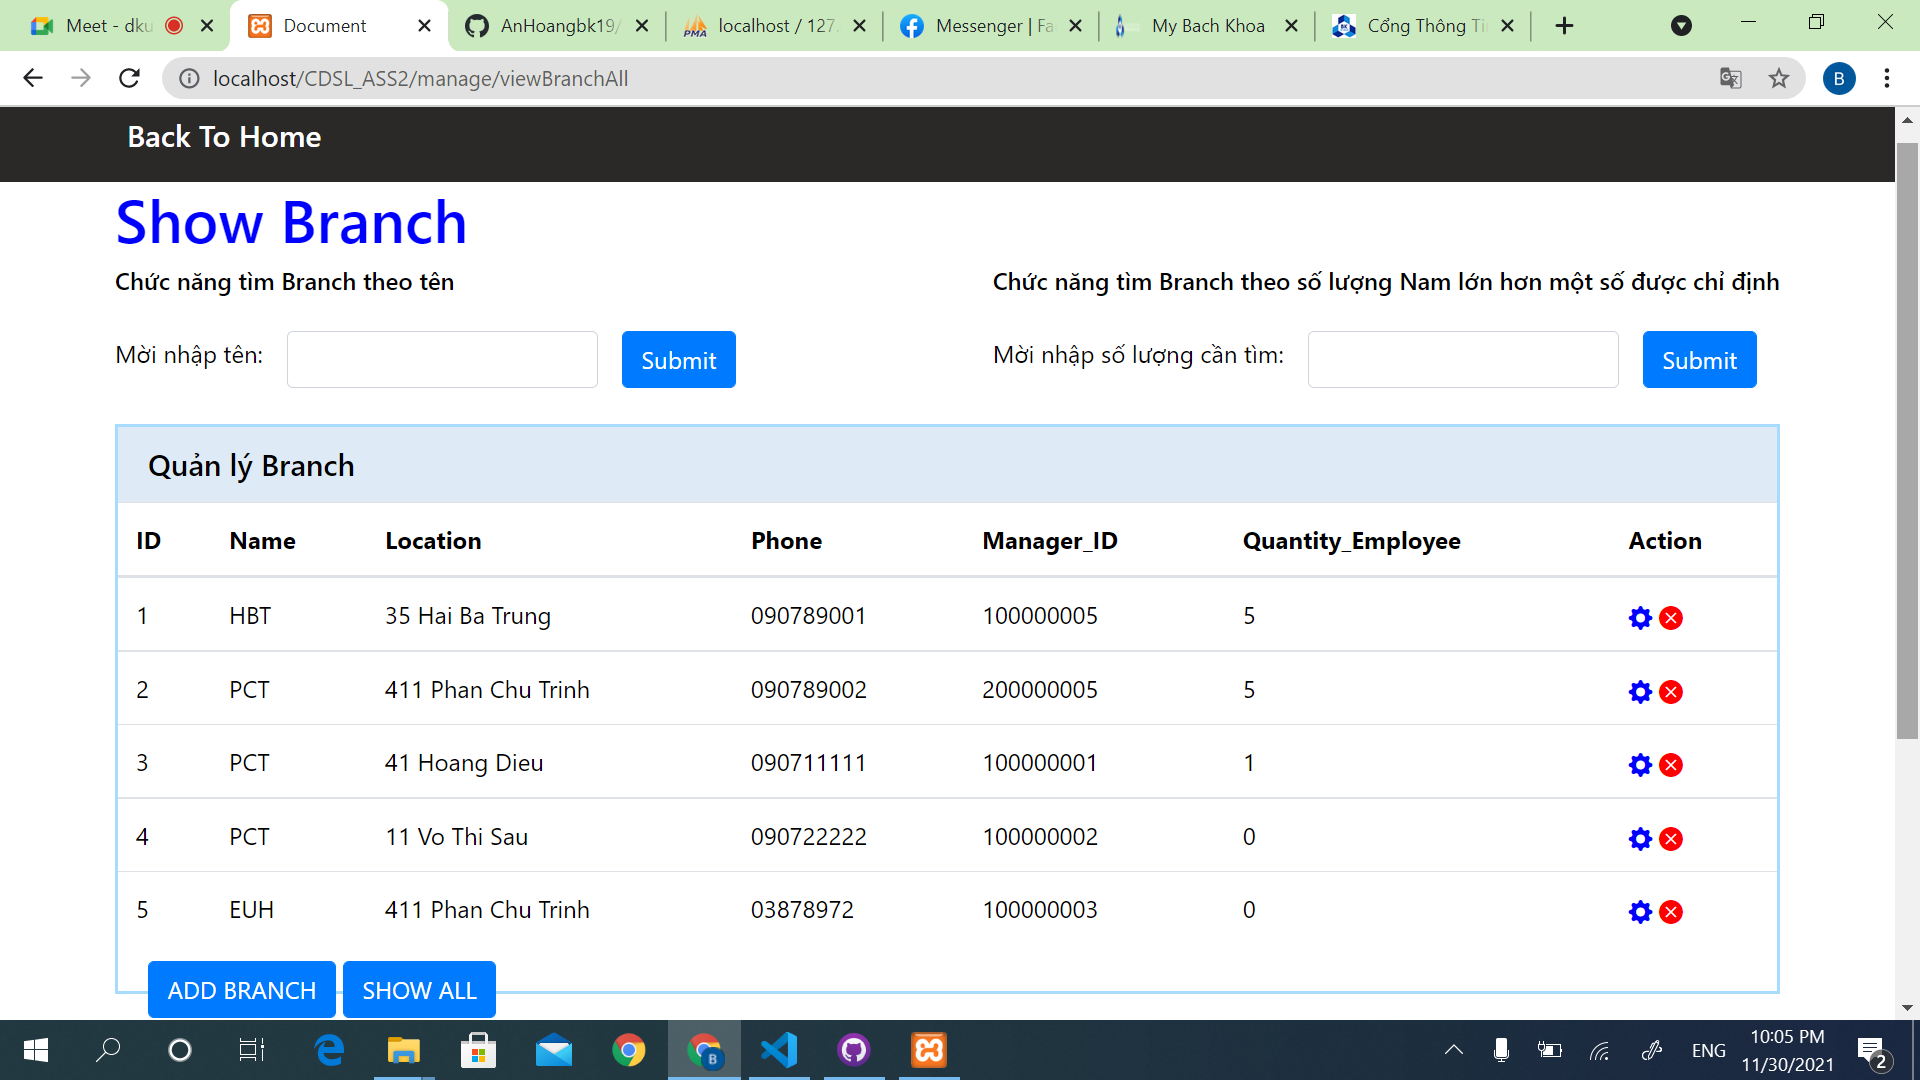 Meet - dku
Document
AnHoangbk19/
localhost / 127.
Messenger | Fa
My Bach Khoa
Cổng Thông Tin
localhost/CDSL_ASS2/manage/viewBranchAll
B
Back To Home
Show Branch
Chức năng tìm Branch theo tên
Chức năng tìm Branch theo số lượng Nam lớn hơn một số được chỉ định
Mời nhập tên:
Submit
Mời nhập số lượng cần tìm:
Submit
Quản lý Branch
ID Name Location Phone Manager_ID Quantity_Employee Action
1 HBT 35 Hai Ba Trung 090789001 100000005 5
2 PCT 411 Phan Chu Trinh 090789002 200000005 5
3 PCT 41 Hoang Dieu 090711111 100000001 1
4 PCT 11 Vo Thi Sau 090722222 100000002 0
5 EUH 411 Phan Chu Trinh 03878972 100000003 0
ADD BRANCH SHOW ALL
ENG
10:05 PM
11/30/2021
2